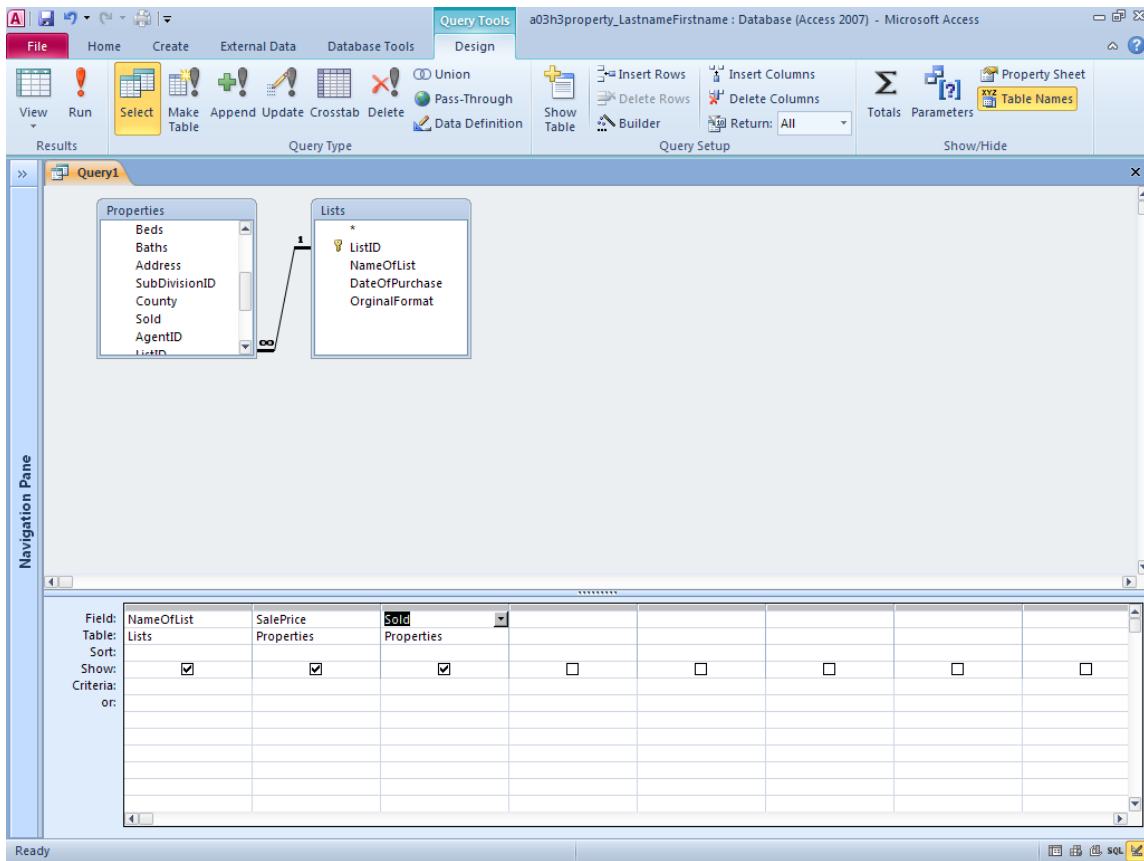 Query Tools a03h3property_LastnameFirstname : Database (Access 2007) - Microsoft Access
File Home Create External Data Database Tools Design
View Run Select Make Table Append Update Crosstab Delete
Union
Pass-Through
Data Definition
Show Table
Insert Rows
Delete Rows
Builder
Insert Columns
Delete Columns
Return: All
Totals Parameters
Property Sheet
Table Names
Results Query Type Query Setup Show/Hide
Query1
Navigation Pane
Properties
Beds
Baths
Address
SubDivisionID
County
Sold
AgentID
ListID
1
∞
Lists
*
ListID
NameOfList
DateOfPurchase
OrginalFormat
Field: NameOfList SalePrice Sold
Table: Lists Properties Properties
Sort:
Show:
Criteria:
or:
Ready SQL